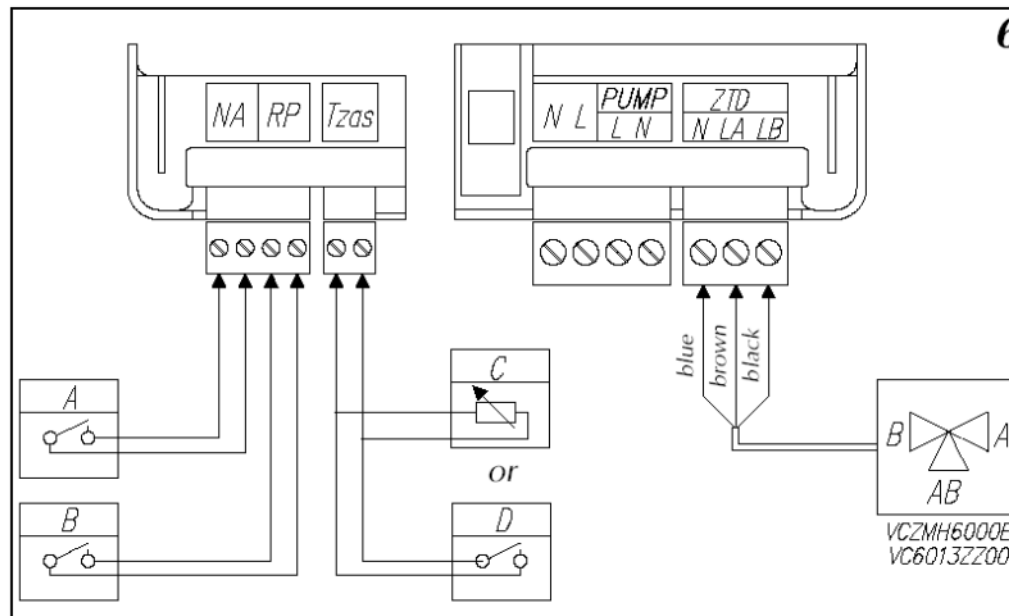 6
NA RP Tzas
N L PUMP ZTD
L N N LA LB
blue brown black
A
C
B A
AB
or
B
D
VCZMH6000E
VC6013ZZ00